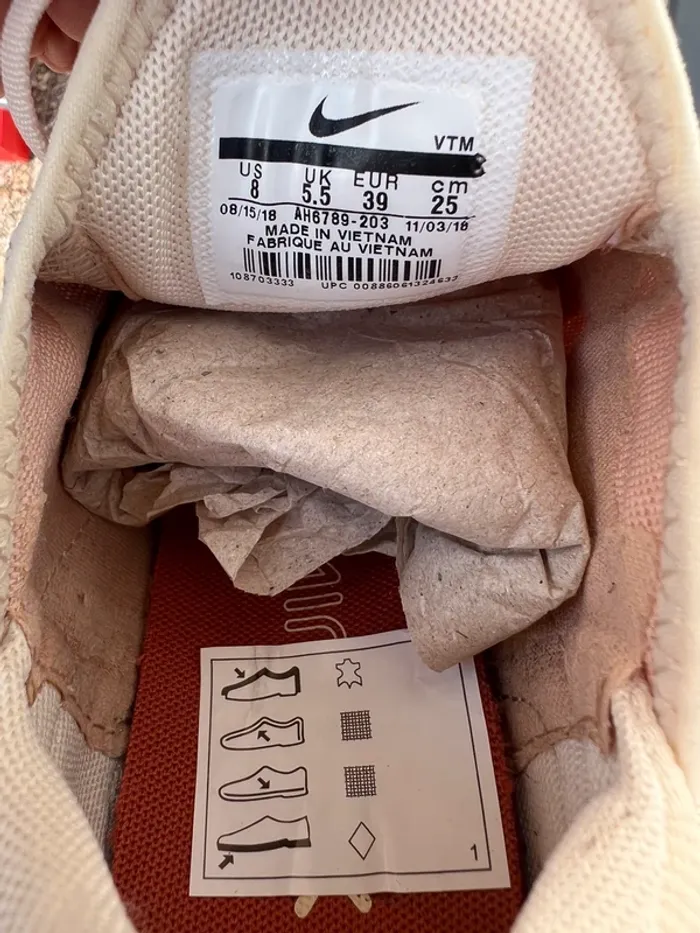 VTM
US UK EUR cm
8 5.5 39 25
08/15/18 AH6789-203 11/03/18
MADE IN VIETNAM
FABRIQUE AU VIETNAM
108703333 UPC 00886061324633
1